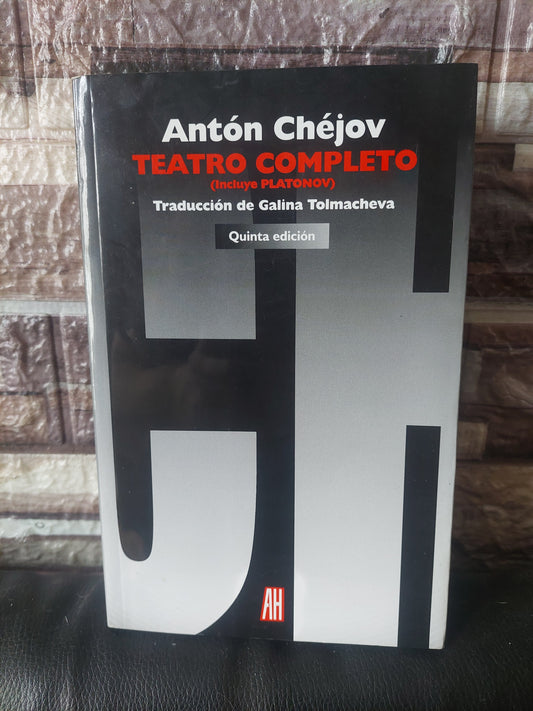 Antón Chéjov
TEATRO COMPLETO
(Incluye PLATONOV)
Traducción de Galina Tolmacheva
Quinta edición
AH